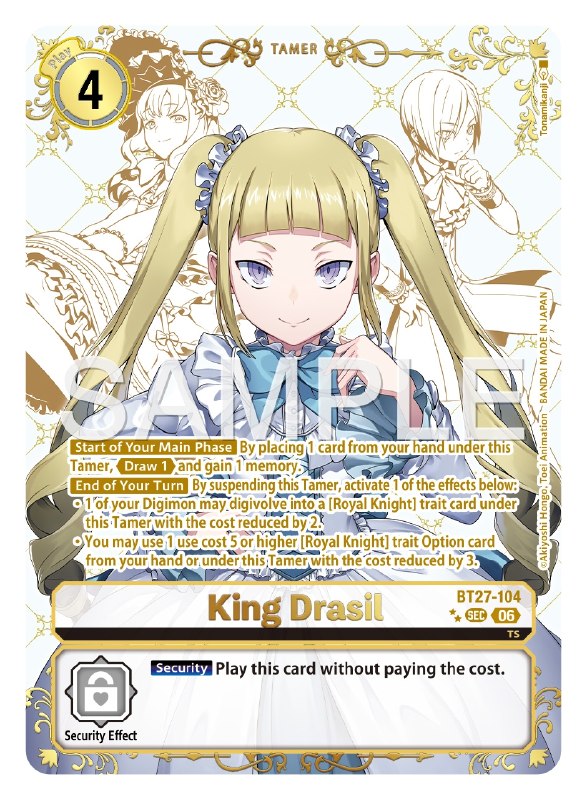 TAMER
Play
4
Tonamikanji
SAMPLE
Start of Your Main Phase By placing 1 card from your hand under this
Tamer, Draw 1 and gain 1 memory.
End of Your Turn By suspending this Tamer, activate 1 of the effects below:
• 1 of your Digimon may digivolve into a [Royal Knight] trait card under
this Tamer with the cost reduced by 2.
• You may use 1 use cost 5 or higher [Royal Knight] trait Option card
from your hand or under this Tamer with the cost reduced by 3.
©Akiyoshi Hongo, Toei Animation · BANDAI MADE IN JAPAN
King Drasil
BT27-104
SEC 06
TS
Security Play this card without paying the cost.
Security Effect